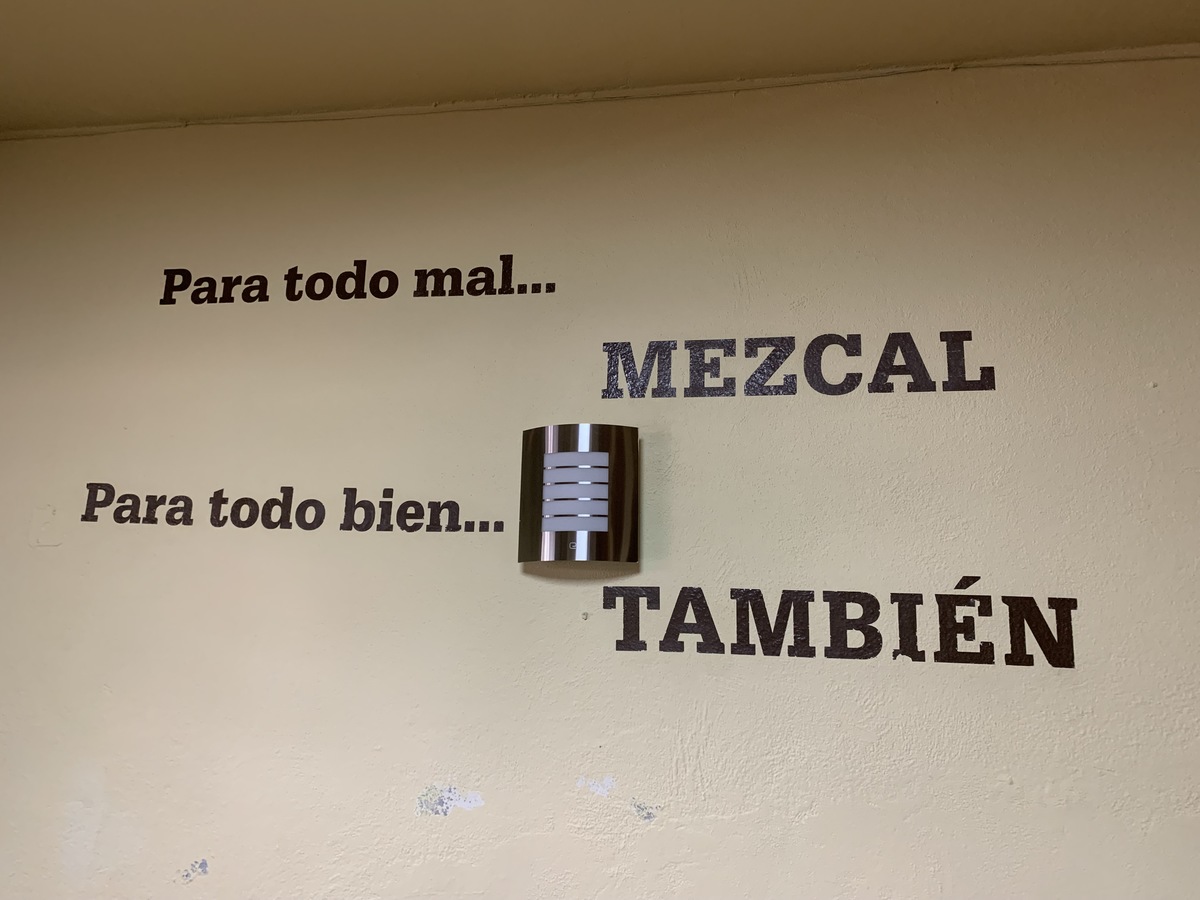 Para todo mal...
MEZCAL
Para todo bien...
TAMBIÉN